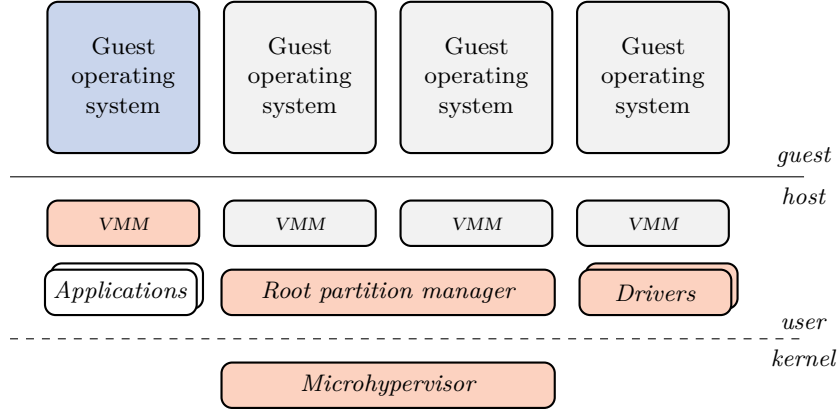 Guest
operating
system
Guest
operating
system
Guest
operating
system
Guest
operating
system
guest
host
VMM
VMM
VMM
VMM
Applications
Root partition manager
Drivers
user
kernel
Microhypervisor